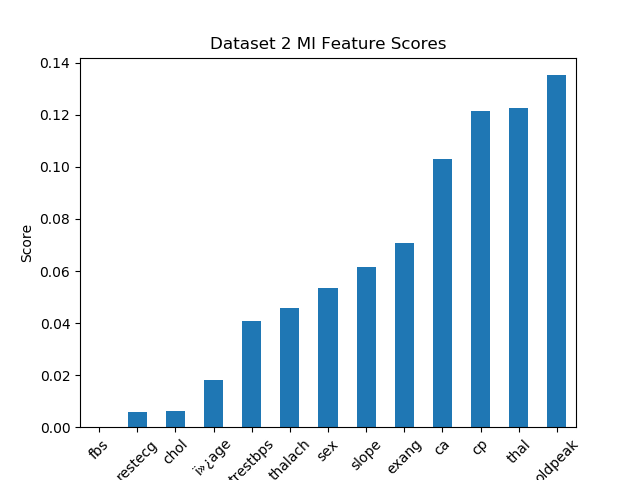 Dataset 2 MI Feature Scores
0.14
0.12
0.10
0.08
0.06
0.04
0.02
0.00
Score
fbs
restecg
chol
ï»¿age
trestbps
thalach
sex
slope
exang
ca
cp
thal
oldpeak